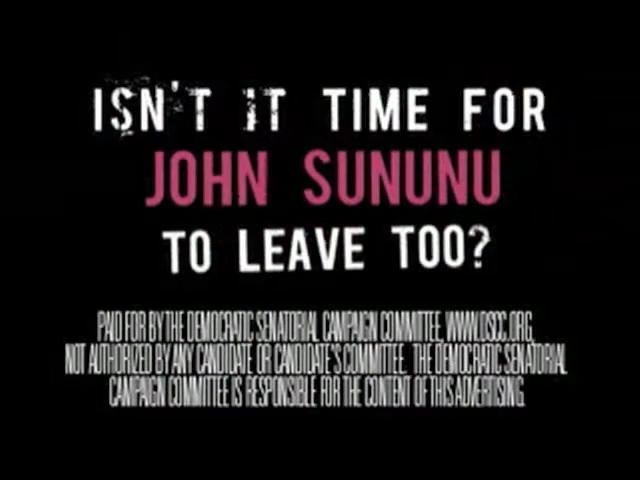 ISN'T IT TIME FOR
JOHN SUNUNU
TO LEAVE TOO?
PAID FOR BY THE DEMOCRATIC SENATORIAL CAMPAIGN COMMITTEE, WWW.DSCC.ORG,
NOT AUTHORIZED BY ANY CANDIDATE OR CANDIDATE'S COMMITTEE. THE DEMOCRATIC SENATORIAL
CAMPAIGN COMMITTEE IS RESPONSIBLE FOR THE CONTENT OF THIS ADVERTISING.